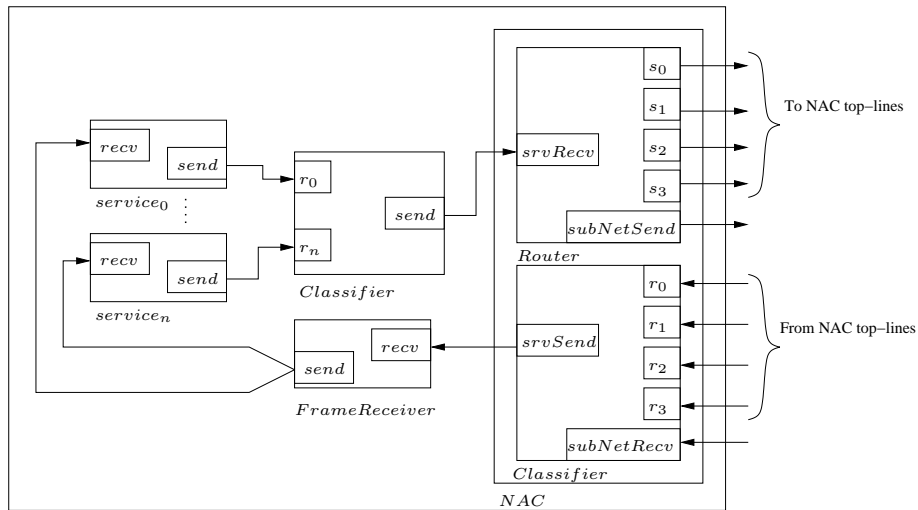 s0
s1
To NAC top-lines
recv
srvRecv
s2
send
r0
s3
service0
send
subNetSend
rn
Router
recv
send
Classifier
r0
servicen
r1
From NAC top-lines
recv
srvSend
send
r2
FrameReceiver
r3
subNetRecv
Classifier
NAC